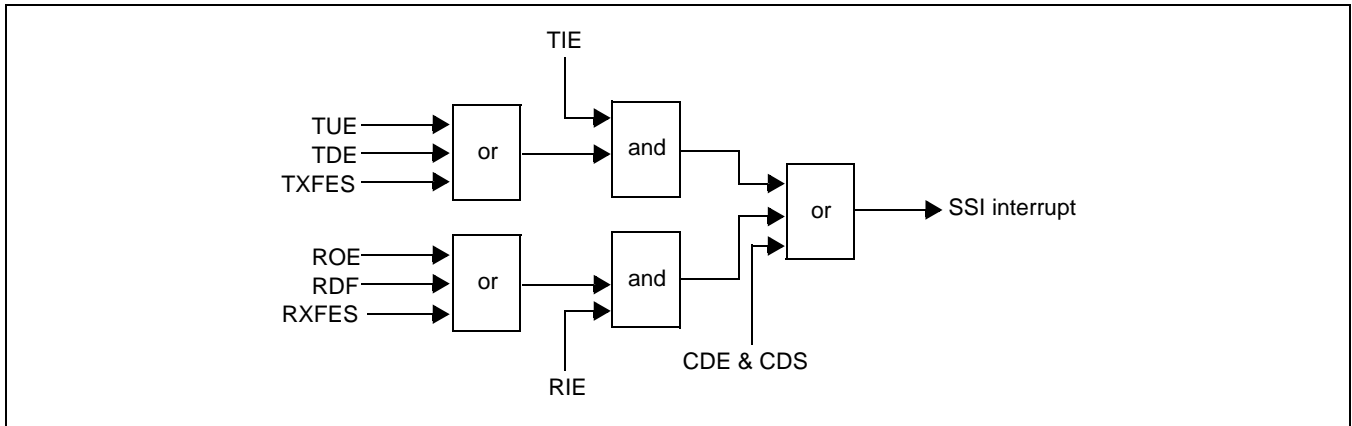 TIE
TUE
TDE
TXFES
or
and
or
SSI interrupt
ROE
RDF
RXFES
or
and
CDE & CDS
RIE